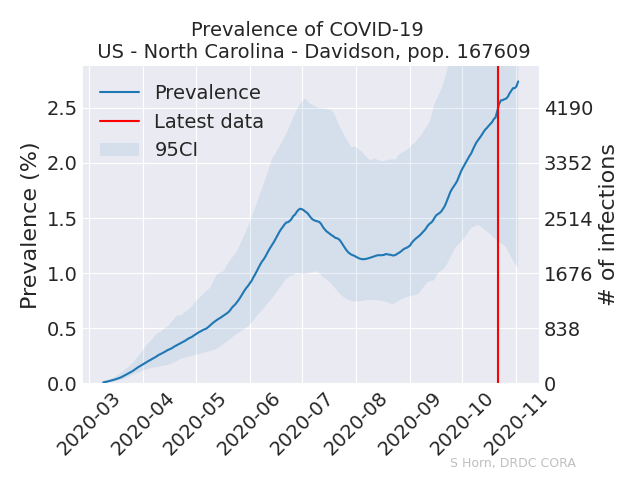 Prevalence of COVID-19
US - North Carolina - Davidson, pop. 167609
Prevalence
Latest data
95CI
Prevalence (%)
2.5
2.0
1.5
1.0
0.5
0.0
4190
3352
2514
1676
838
0
# of infections
2020-03
2020-04
2020-05
2020-06
2020-07
2020-08
2020-09
2020-10
2020-11
S Horn, DRDC CORA